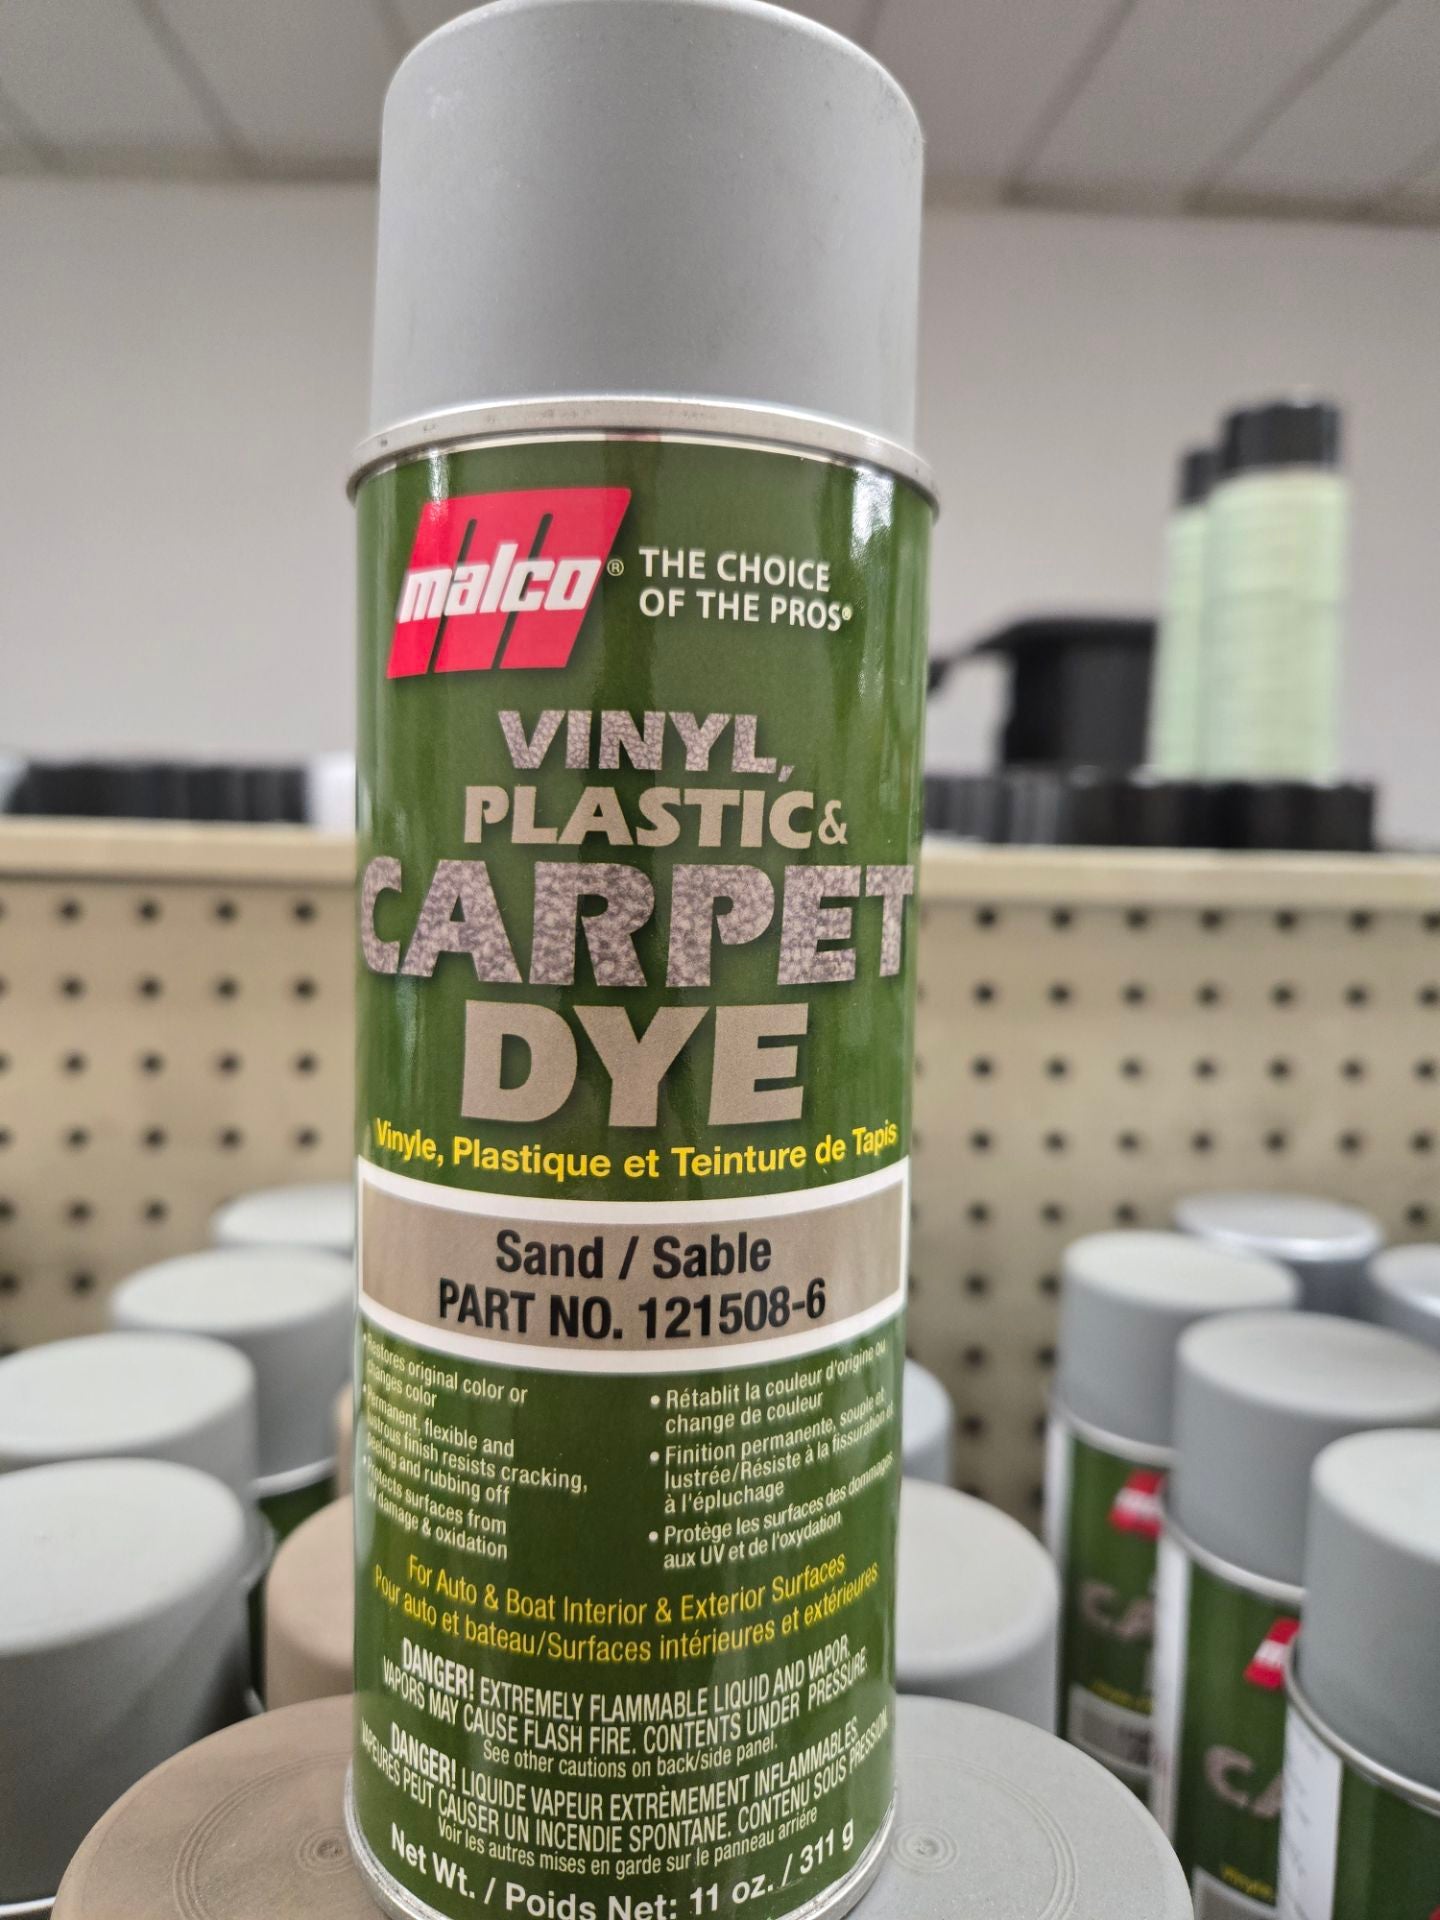 malco®
THE CHOICE
OF THE PROS®
VINYL,
PLASTIC &
CARPET
DYE
Vinyle, Plastique et Teinture de Tapis
Sand / Sable
PART NO. 121508-6
Restores original color or
changes color
• Permanent, flexible and
lustrous finish resists cracking,
peeling and rubbing off
• Protects surfaces from
UV damage & oxidation
• Rétablit la couleur d'origine ou
change de couleur
• Finition permanente, souple et
lustrée/Résiste à la fissuration et
à l'épluchage
• Protège les surfaces des dommages
aux UV et de l'oxydation
For Auto & Boat Interior & Exterior Surfaces
Pour auto et bateau/Surfaces intérieures et extérieures
DANGER! EXTREMELY FLAMMABLE LIQUID AND VAPOR.
VAPORS MAY CAUSE FLASH FIRE. CONTENTS UNDER PRESSURE.
See other cautions on back/side panel.
DANGER! LIQUIDE VAPEUR EXTRÈMEMENT INFLAMMABLES.
VAPEURES PEUT CAUSER UN INCENDIE SPONTANE. CONTENU SOUS PRESSION.
Voir les autres mises en garde sur le panneau arriére
Net Wt. / Poids Net: 11 oz. / 311 g